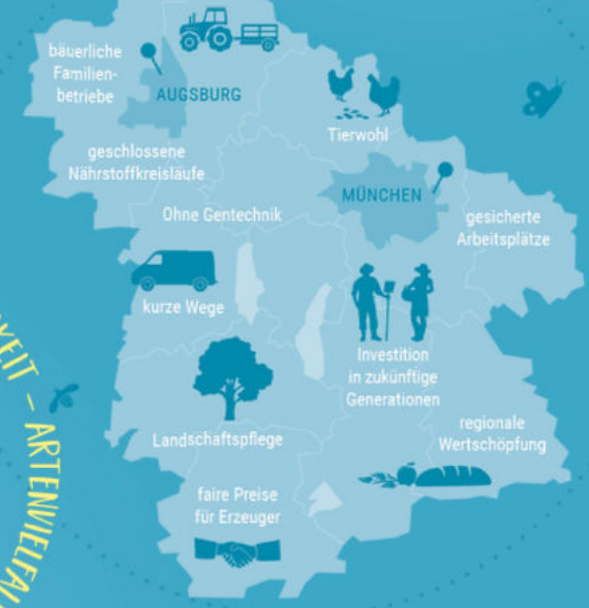 bäuerliche
Familien-
betriebe
AUGSBURG
Tierwohl
geschlossene
Nährstoffkreisläufe
MÜNCHEN
Ohne Gentechnik
gesicherte
Arbeitsplätze
kurze Wege
Investition
in zukünftige
Generationen
Landschaftspflege
regionale
Wertschöpfung
faire Preise
für Erzeuger
– ARTENVIELFA